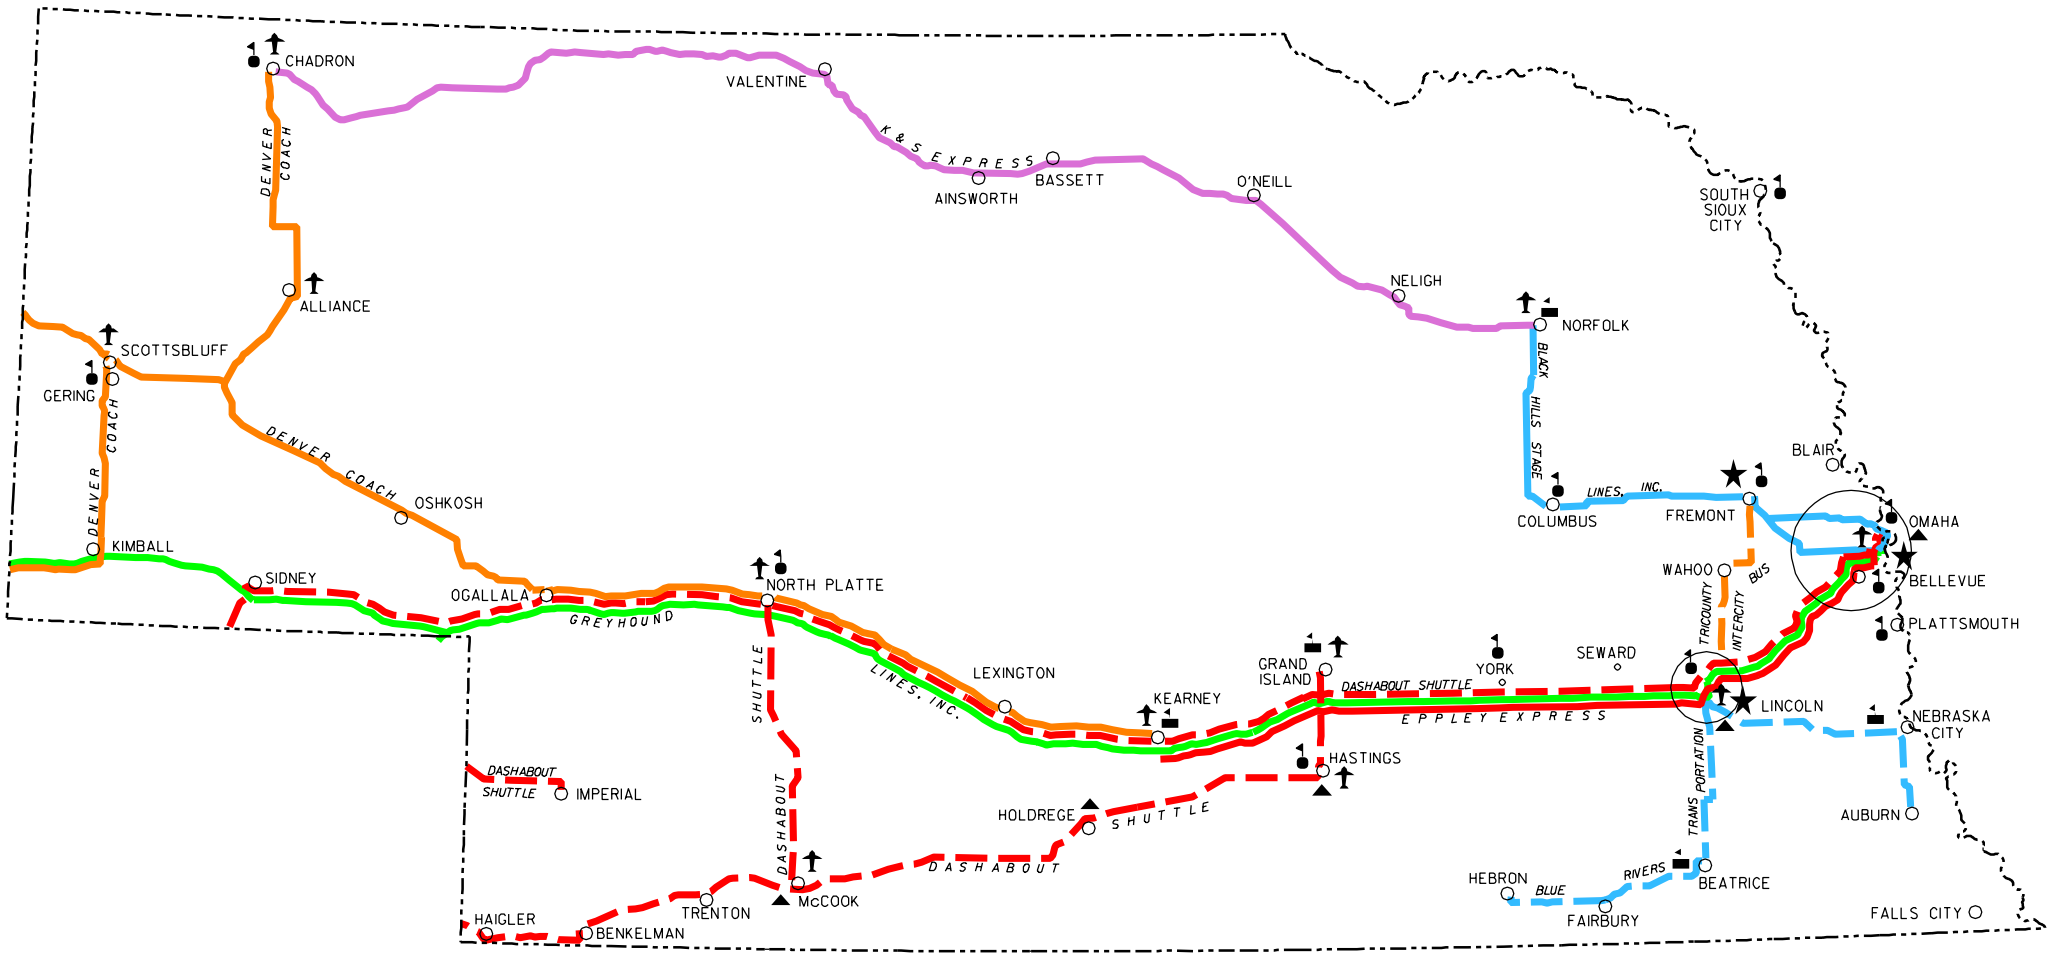 CHADRON
VALENTINE
DENVER
COACH
K & S EXPRESS
BASSETT
AINSWORTH
O'NEILL
SOUTH
SIOUX
CITY
NELIGH
ALLIANCE
NORFOLK
SCOTTSBLUFF
GERING
DENVER COACH
BLACK HILLS STAGE LINES, INC.
DENVER COACH
OSHKOSH
BLAIR
COLUMBUS
FREMONT
OMAHA
KIMBALL
SIDNEY
OGALLALA
NORTH PLATTE
WAHOO
BELLEVUE
TRICOUNTY
INTERCITY BUS
GREYHOUND LINES, INC.
PLATTSMOUTH
SEWARD
YORK
GRAND
ISLAND
LEXINGTON
KEARNEY
DASHABOUT SHUTTLE
EPPLEY EXPRESS
LINCOLN
NEBRASKA
CITY
DASHABOUT SHUTTLE
HASTINGS
DASHABOUT
SHUTTLE
IMPERIAL
HOLDREGE
DASHABOUT SHUTTLE
AUBURN
BLUE RIVERS TRANSPORTATION
BEATRICE
HEBRON
FAIRBURY
McCOOK
TRENTON
HAIGLER
BENKELMAN
FALLS CITY